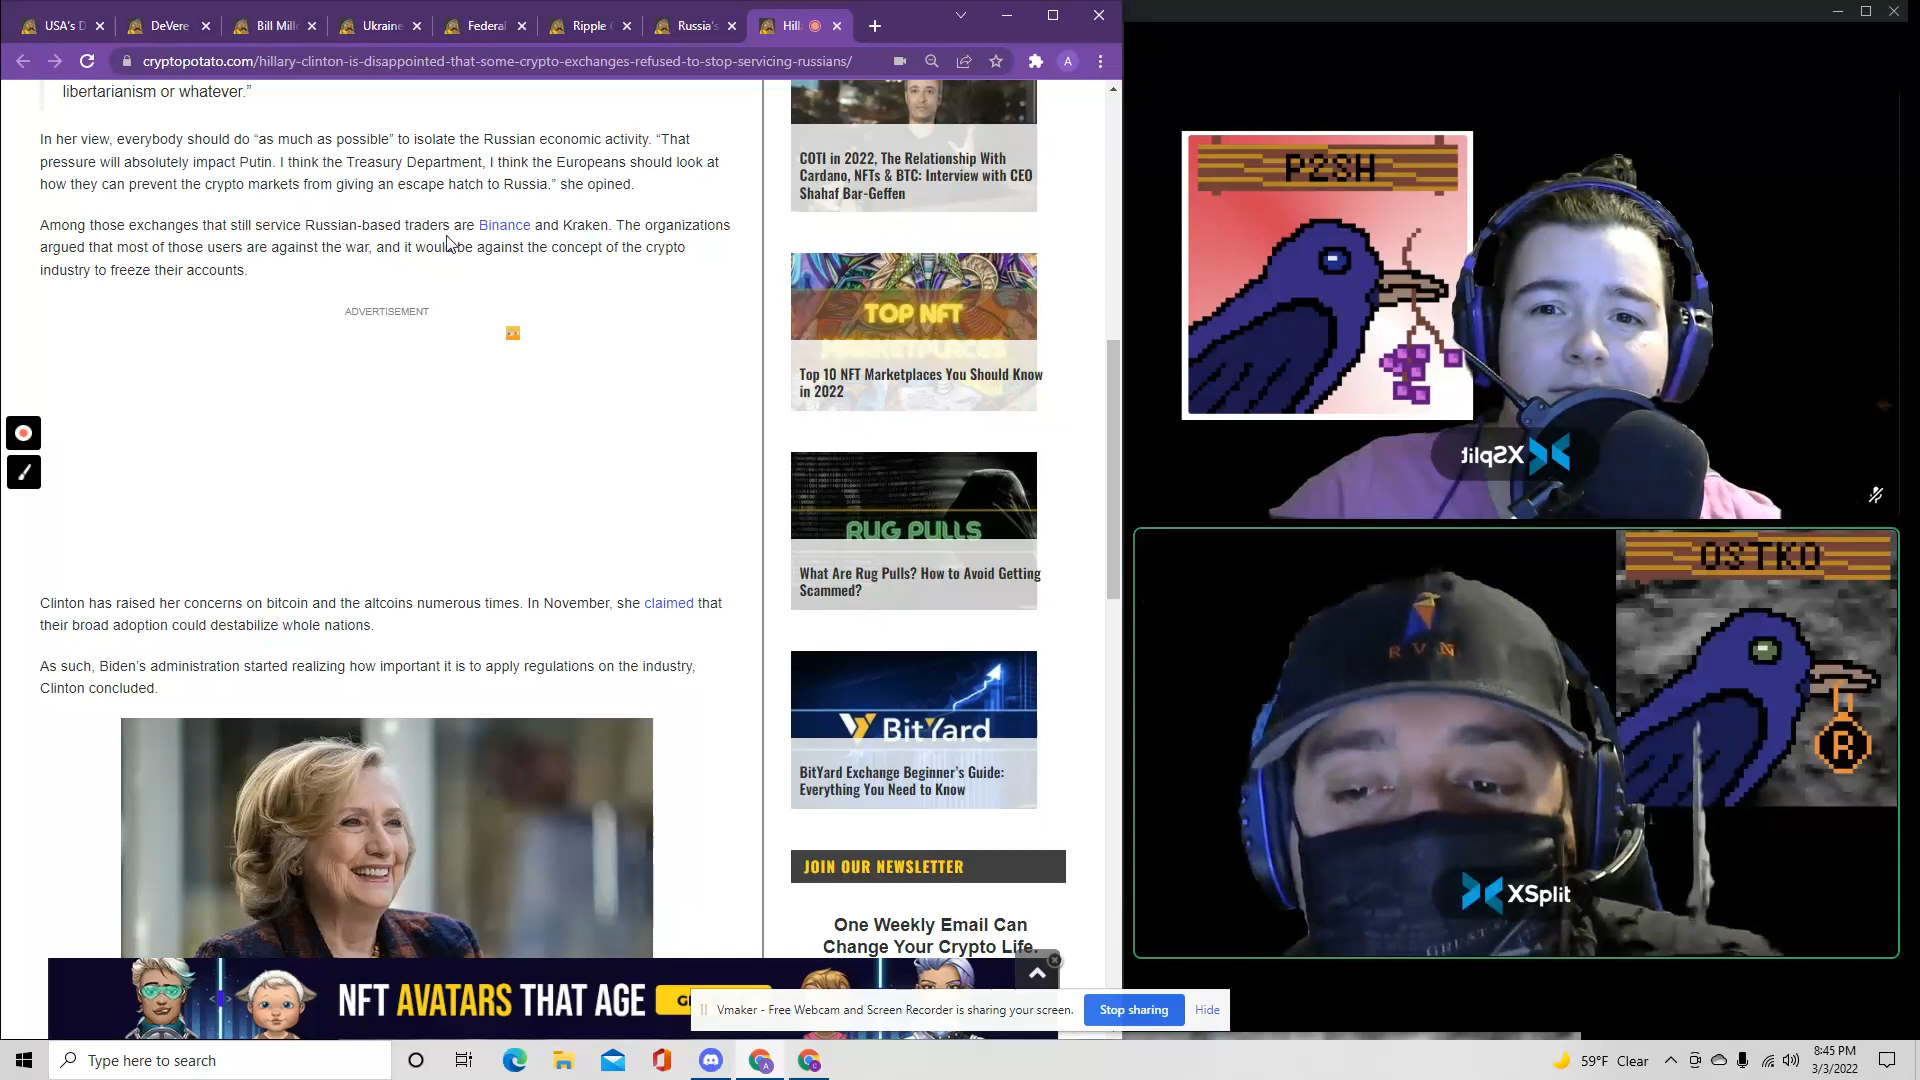 USA's D
DeVere
Bill Mill
Ukraine
Federal
Ripple
Russia's
Hill
cryptopotato.com/hillary-clinton-is-disappointed-that-some-crypto-exchanges-refused-to-stop-servicing-russians/
A
libertarianism or whatever.”
In her view, everybody should do “as much as possible” to isolate the Russian economic activity. “That
pressure will absolutely impact Putin. I think the Treasury Department, I think the Europeans should look at
how they can prevent the crypto markets from giving an escape hatch to Russia.” she opined.
Among those exchanges that still service Russian-based traders are Binance and Kraken. The organizations
argued that most of those users are against the war, and it would be against the concept of the crypto
industry to freeze their accounts.
ADVERTISEMENT
Clinton has raised her concerns on bitcoin and the altcoins numerous times. In November, she claimed that
their broad adoption could destabilize whole nations.
As such, Biden’s administration started realizing how important it is to apply regulations on the industry,
Clinton concluded.
COTI in 2022, The Relationship With
Cardano, NFTs & BTC: Interview with CEO
Shahaf Bar-Geffen
TOP NFT
MARKETPLACES
Top 10 NFT Marketplaces You Should Know
in 2022
RUG PULLS
What Are Rug Pulls? How to Avoid Getting
Scammed?
BitYard
BitYard Exchange Beginner’s Guide:
Everything You Need to Know
JOIN OUR NEWSLETTER
One Weekly Email Can
Change Your Crypto Life.
NFT AVATARS THAT AGE
Vmaker - Free Webcam and Screen Recorder is sharing your screen.
Stop sharing
Hide
P2SH
XSplit
OSTKO
R
RVN
XSplit
GREAT
Type here to search
59°F Clear
8:45 PM
3/3/2022